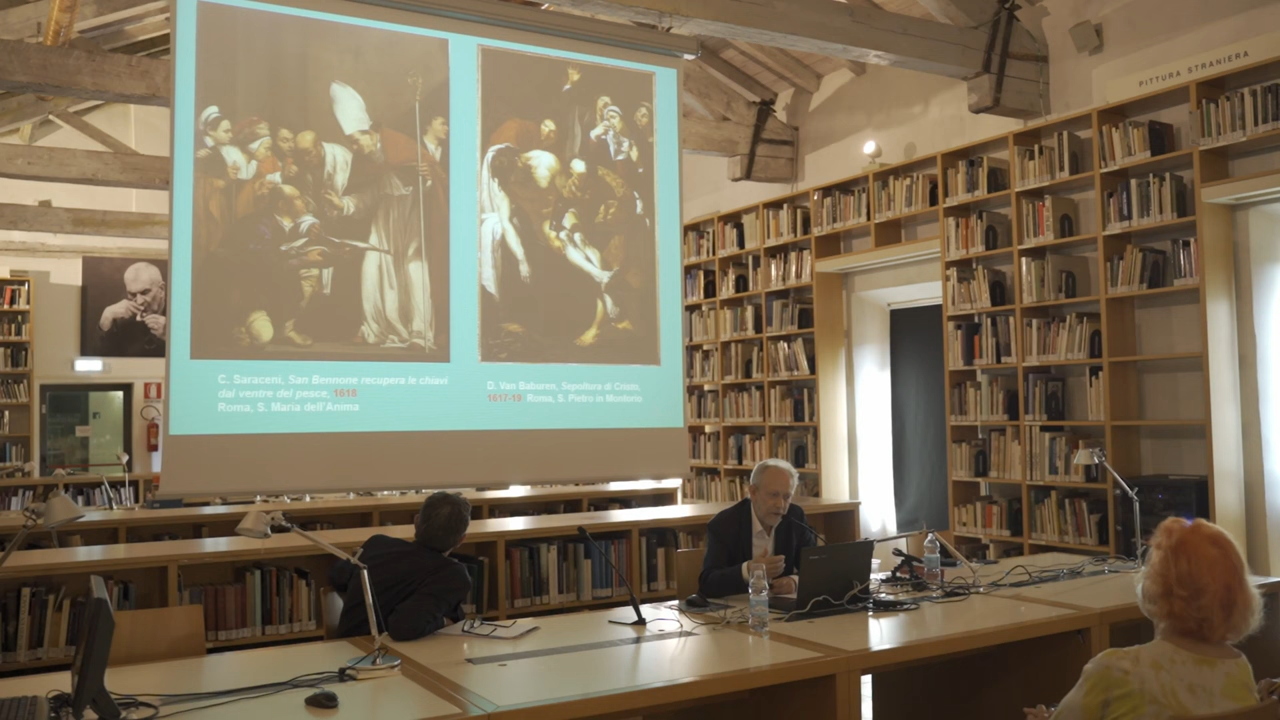 PITTURA STRANIERA
C. Saraceni, San Bennone recupera le chiavi
dal ventre del pesce, 1618
Roma, S. Maria dell'Anima
D. Van Baburen, Sepoltura di Cristo,
1617-19 Roma, S. Pietro in Montorio